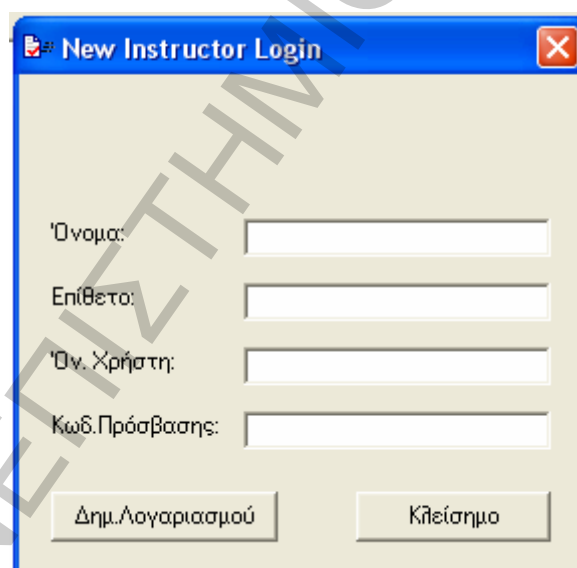 New Instructor Login
Όνομα:
Επίθετο:
Όν. Χρήστη:
Κωδ.Πρόσβασης:
Δημ.Λογαριασμού Κλείσημο